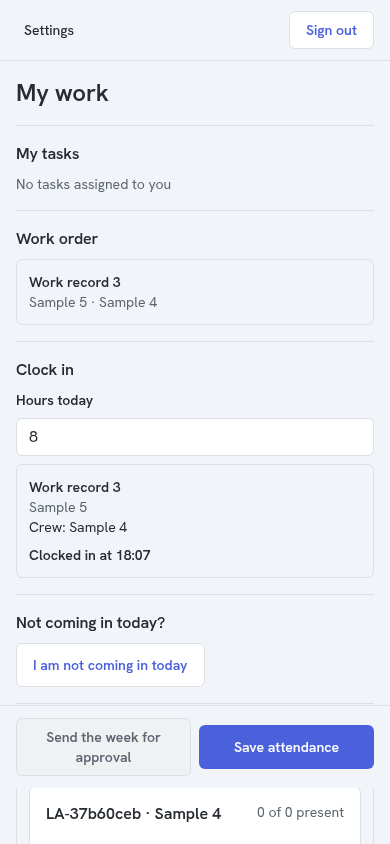 Settings
Sign out
My work
My tasks
No tasks assigned to you
Work order
Work record 3
Sample 5 · Sample 4
Clock in
Hours today
8
Work record 3
Sample 5
Crew: Sample 4
Clocked in at 18:07
Not coming in today?
I am not coming in today
Send the week for
approval
Save attendance
LA-37b60ceb · Sample 4
0 of 0 present